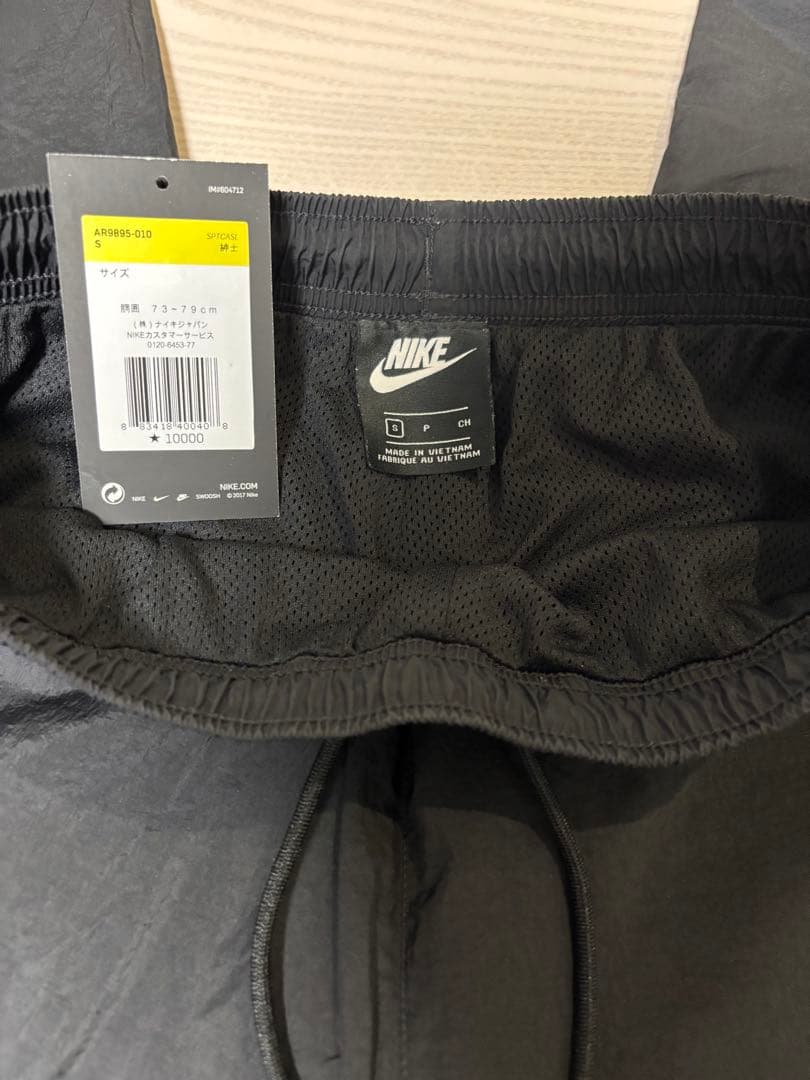 IM#604712
AR9895-010
SPTCASL
S
紳士
サイズ
胴囲 73~79cm
(株)ナイキジャパン
NIKEカスタマーサービス
0120-6453-77
8 83418 40040 8
★ 10000
NIKE.COM
NIKE SWOOSH © 2017 Nike
NIKE
S P CH
MADE IN VIETNAM
FABRIQUE AU VIETNAM